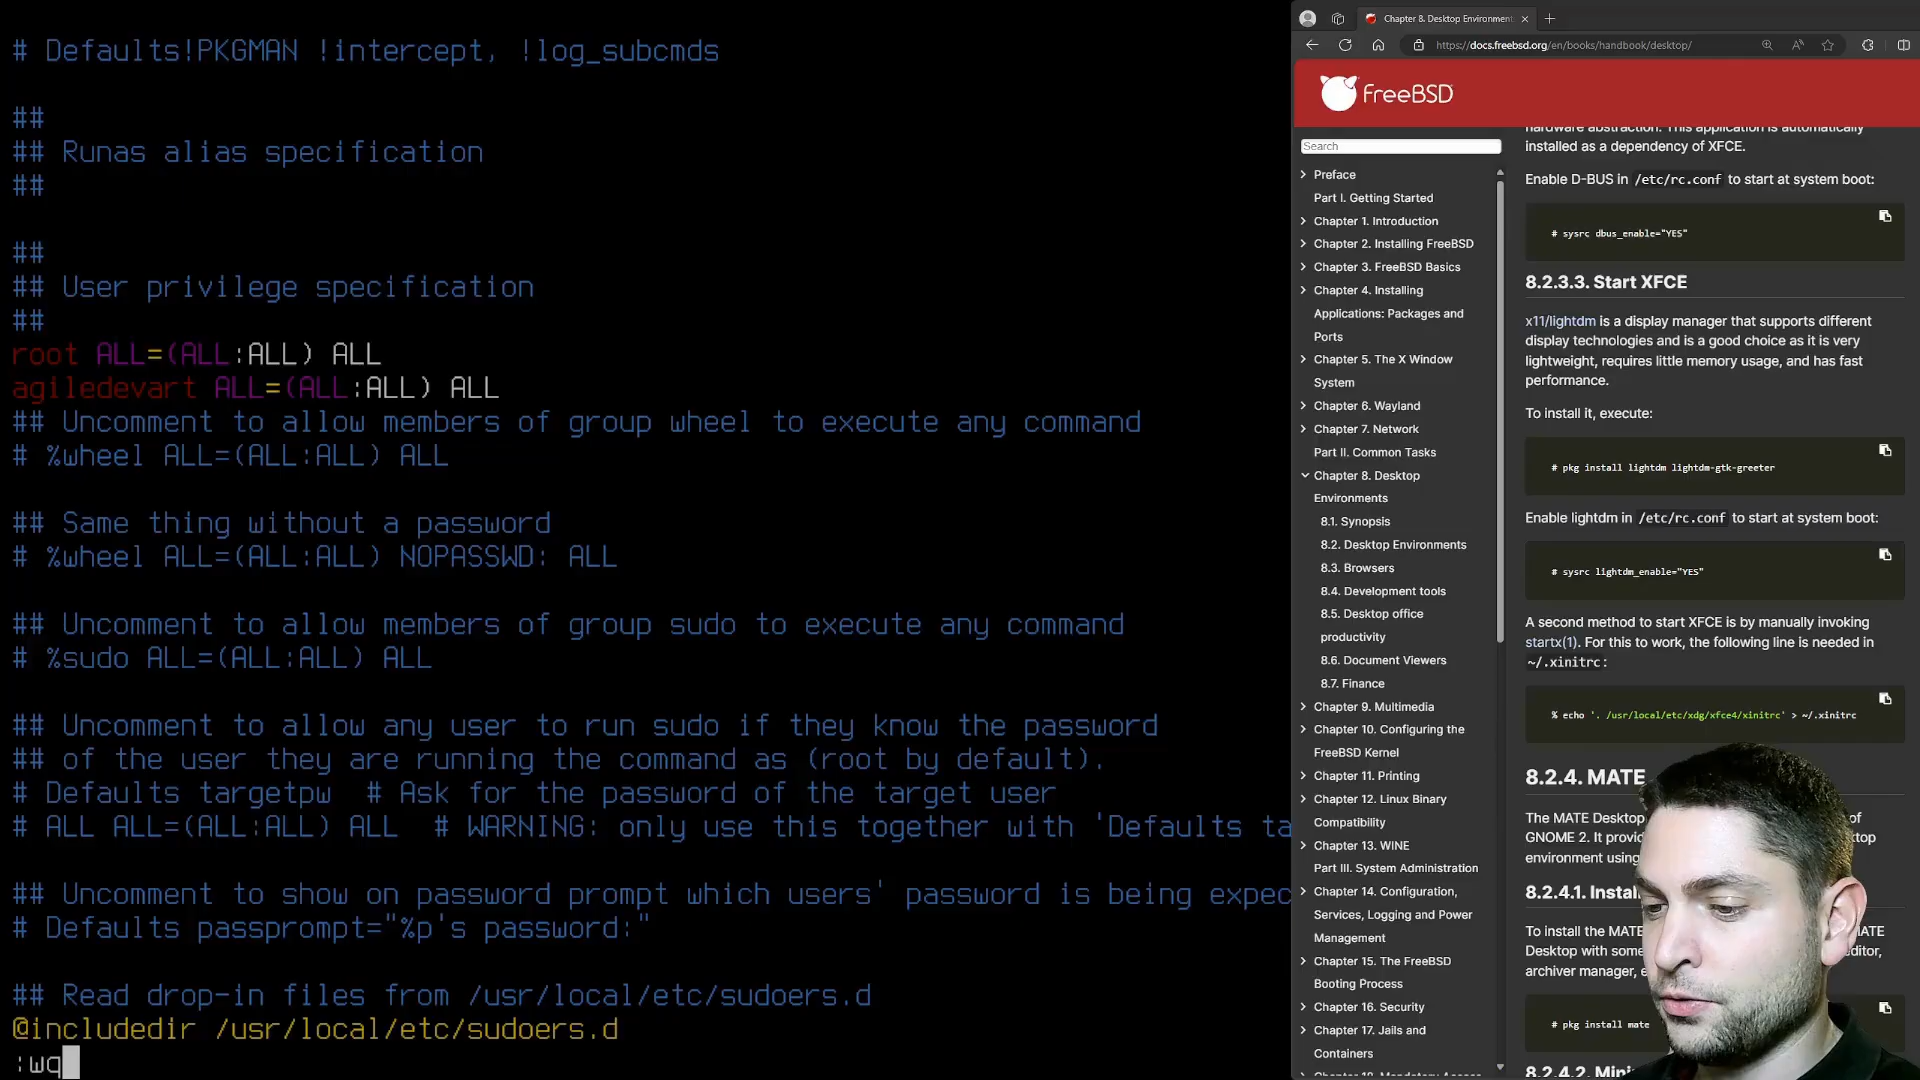 # Defaults!PKGMAN !intercept, !log_subcmds
##
## Runas alias specification
##
##
## User privilege specification
##
root ALL=(ALL:ALL) ALL
agiledevart ALL=(ALL:ALL) ALL
## Uncomment to allow members of group wheel to execute any command
# %wheel ALL=(ALL:ALL) ALL
## Same thing without a password
# %wheel ALL=(ALL:ALL) NOPASSWD: ALL
## Uncomment to allow members of group sudo to execute any command
# %sudo ALL=(ALL:ALL) ALL
## Uncomment to allow any user to run sudo if they know the password
## of the user they are running the command as (root by default).
# Defaults targetpw  # Ask for the password of the target user
# ALL ALL=(ALL:ALL) ALL  # WARNING: only use this together with 'Defaults ta
## Uncomment to show on password prompt which users' password is being expec
# Defaults passprompt="%p's password:"
## Read drop-in files from /usr/local/etc/sudoers.d
@includedir /usr/local/etc/sudoers.d
:wq
Chapter 8. Desktop Environment
https://docs.freebsd.org/en/books/handbook/desktop/
FreeBSD
Search
Preface
Part I. Getting Started
Chapter 1. Introduction
Chapter 2. Installing FreeBSD
Chapter 3. FreeBSD Basics
Chapter 4. Installing
Applications: Packages and
Ports
Chapter 5. The X Window
System
Chapter 6. Wayland
Chapter 7. Network
Part II. Common Tasks
Chapter 8. Desktop
Environments
8.1. Synopsis
8.2. Desktop Environments
8.3. Browsers
8.4. Development tools
8.5. Desktop office
productivity
8.6. Document Viewers
8.7. Finance
Chapter 9. Multimedia
Chapter 10. Configuring the
FreeBSD Kernel
Chapter 11. Printing
Chapter 12. Linux Binary
Compatibility
Chapter 13. WINE
Part III. System Administration
Chapter 14. Configuration,
Services, Logging and Power
Management
Chapter 15. The FreeBSD
Booting Process
Chapter 16. Security
Chapter 17. Jails and
Containers
hardware abstraction. This application is automatically
installed as a dependency of XFCE.
Enable D-BUS in /etc/rc.conf to start at system boot:
# sysrc dbus_enable="YES"
8.2.3.3. Start XFCE
x11/lightdm is a display manager that supports different
display technologies and is a good choice as it is very
lightweight, requires little memory usage, and has fast
performance.
To install it, execute:
# pkg install lightdm lightdm-gtk-greeter
Enable lightdm in /etc/rc.conf to start at system boot:
# sysrc lightdm_enable="YES"
A second method to start XFCE is by manually invoking
startx(1). For this to work, the following line is needed in
~/.xinitrc:
% echo '. /usr/local/etc/xdg/xfce4/xinitrc' > ~/.xinitrc
8.2.4. MATE
The MATE Desktop of
GNOME 2. It provid
environment using
8.2.4.1. Instal
To install the MATE MATE
Desktop with some editor,
archiver manager,
# pkg install mate
8.2.4.2. Mini